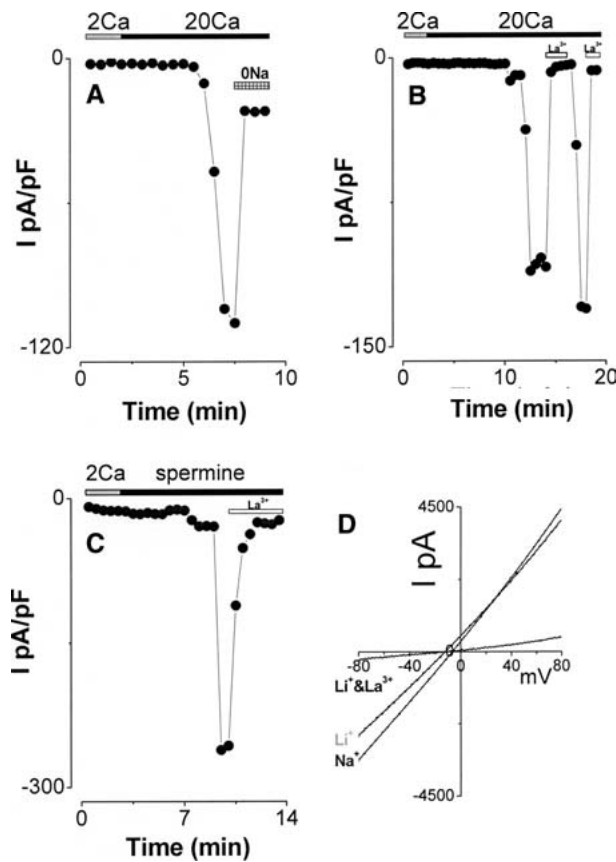 2Ca 20Ca
0
0Na
A
I pA/pF
-120
0 5 10
Time (min)
2Ca 20Ca
0
La³⁺ La³⁺
B
I pA/pF
-150
0 10 20
Time (min)
2Ca spermine
0
La³⁺
C
I pA/pF
-300
0 7 14
Time (min)
D
4500
I pA
-80 -40 0 40 80
mV
Li⁺&La³⁺
Li⁺
Na⁺
-4500